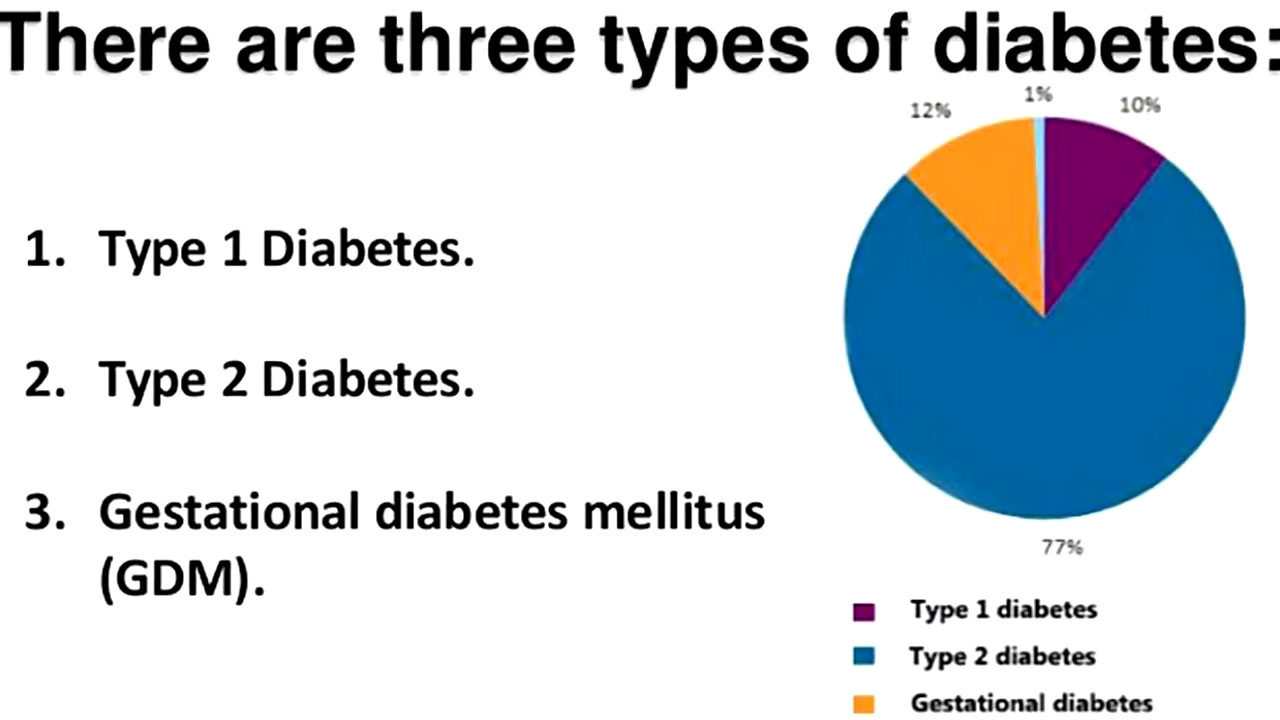 There are three types of diabetes:
12%
1%
10%
1. Type 1 Diabetes.
2. Type 2 Diabetes.
3. Gestational diabetes mellitus
(GDM).
77%
Type 1 diabetes
Type 2 diabetes
Gestational diabetes